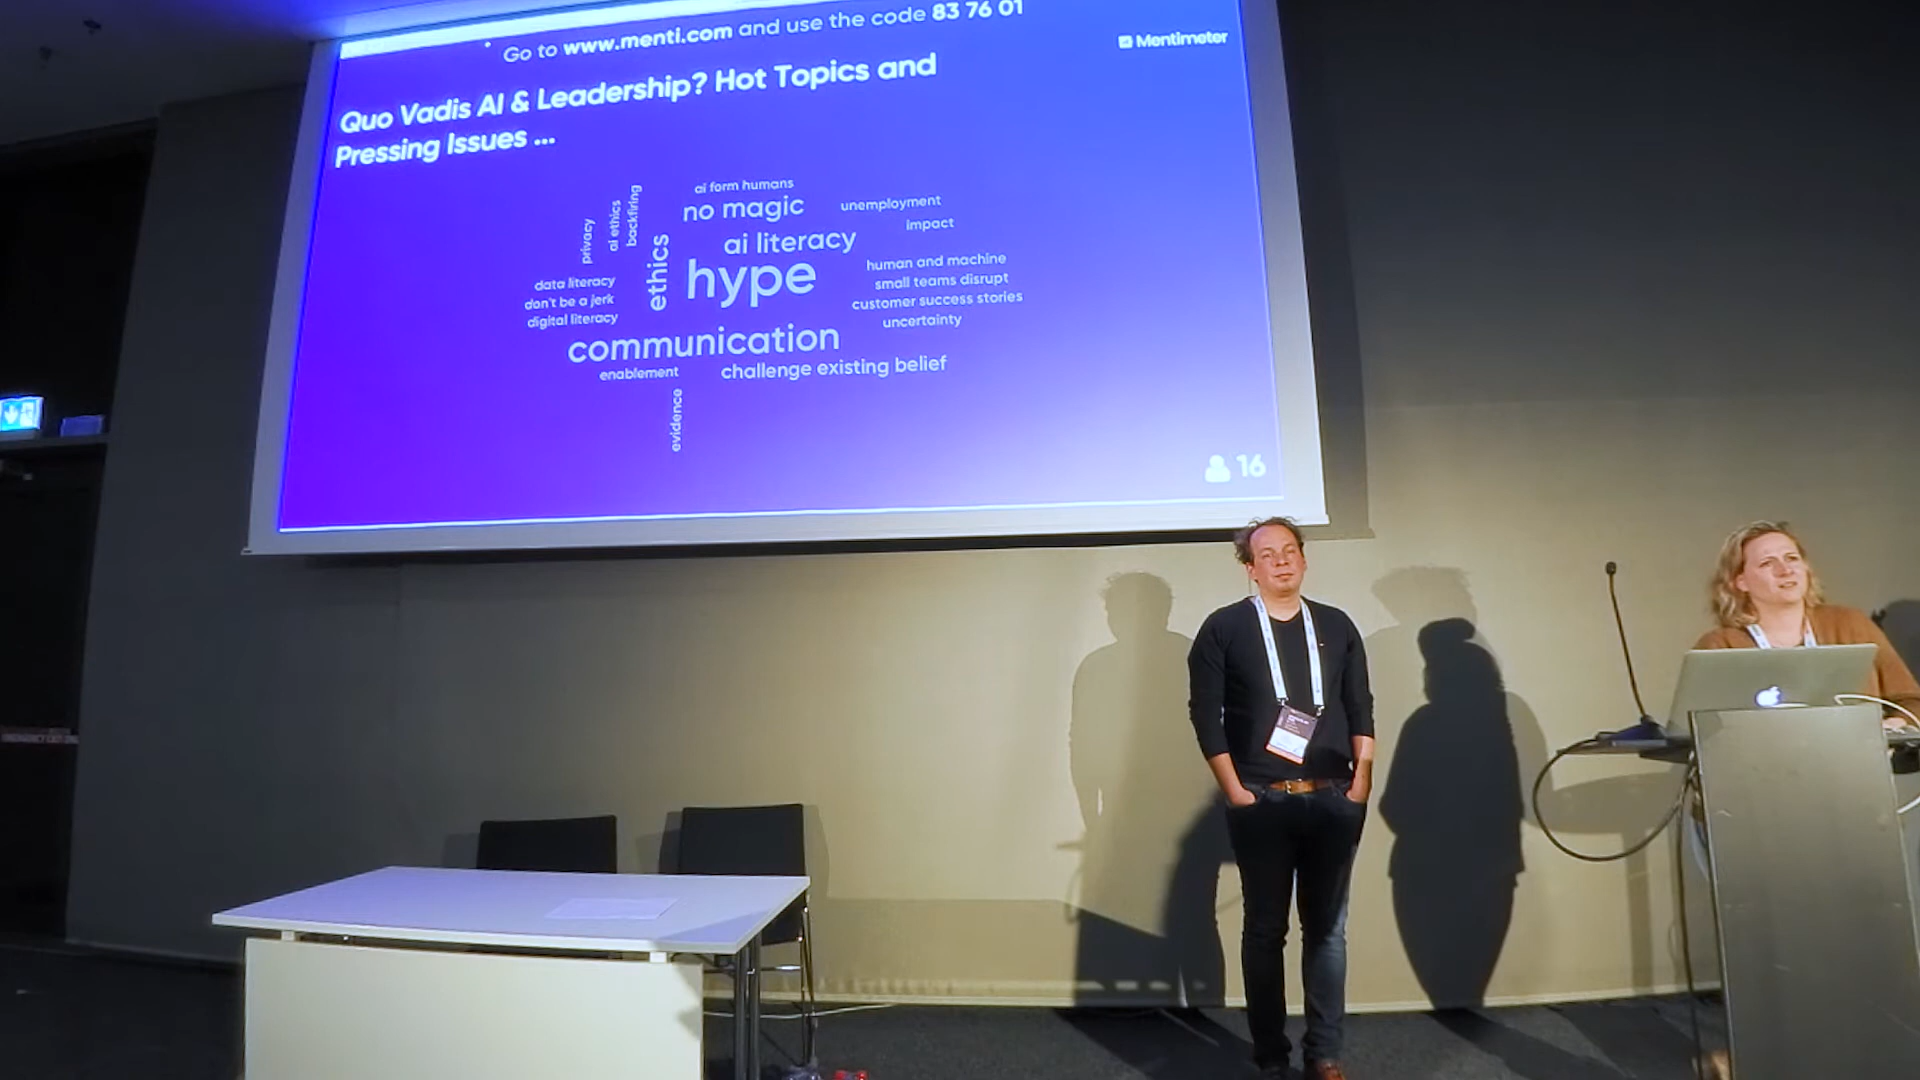 Go to www.menti.com and use the code 83 76 01
Mentimeter
Quo Vadis AI & Leadership? Hot Topics and
Pressing Issues ...
ai form humans
no magic
unemployment
impact
privacy
ai ethics
backfiring
ethics
ai literacy
hype
human and machine
small teams disrupt
customer success stories
uncertainty
data literacy
don't be a jerk
digital literacy
communication
enablement
challenge existing belief
evidence
16